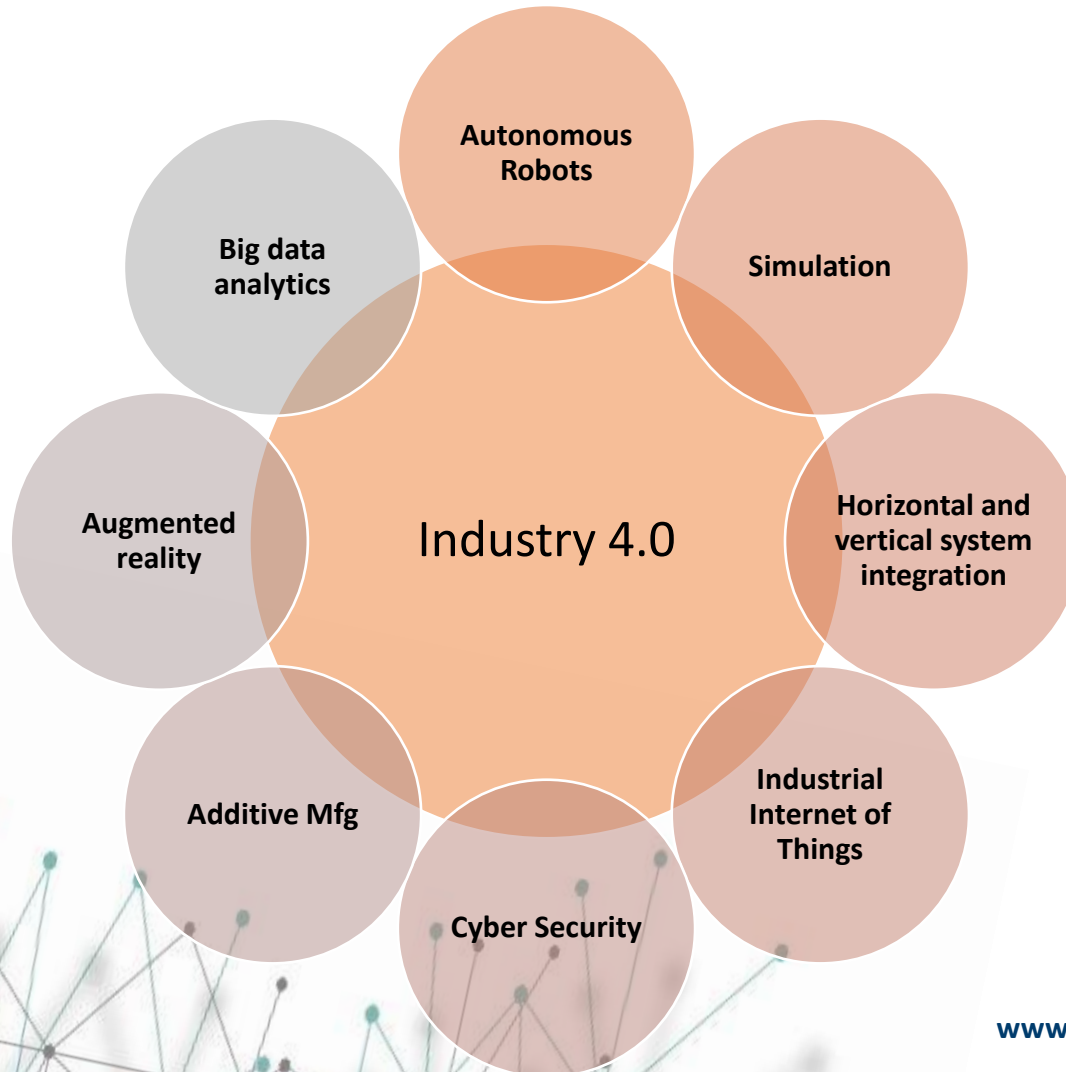 Autonomous
Robots
Simulation
Horizontal and
vertical system
integration
Industrial
Internet of
Things
Cyber Security
Additive Mfg
Augmented
reality
Big data
analytics
Industry 4.0
www